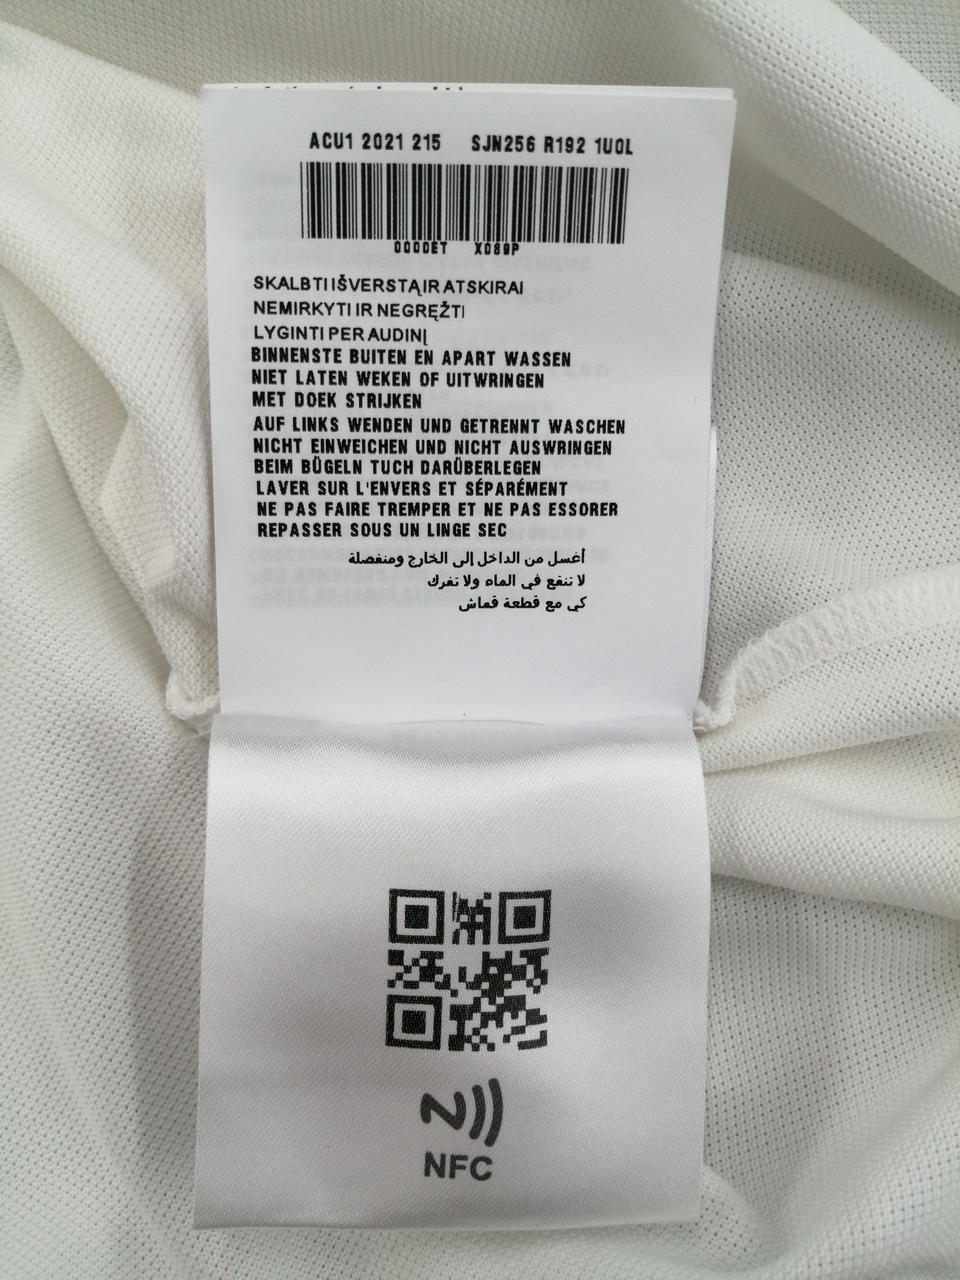 ACU1 2021 215 SJN256 R192 1U0L
0000ET X089P
SKALBTI IŠVERSTĄ IR ATSKIRAI
NEMIRKYTI IR NEGRĘŽTI
LYGINTI PER AUDINĮ
BINNENSTE BUITEN EN APART WASSEN
NIET LATEN WEKEN OF UITWRINGEN
MET DOEK STRIJKEN
AUF LINKS WENDEN UND GETRENNT WASCHEN
NICHT EINWEICHEN UND NICHT AUSWRINGEN
BEIM BÜGELN TUCH DARÜBERLEGEN
LAVER SUR L'ENVERS ET SÉPARÉMENT
NE PAS FAIRE TREMPER ET NE PAS ESSORER
REPASSER SOUS UN LINGE SEC
أغسل من الداخل إلى الخارج ومنفصلة
لا تنقع في الماء ولا تفرك
كي مع قطعة قماش
NFC